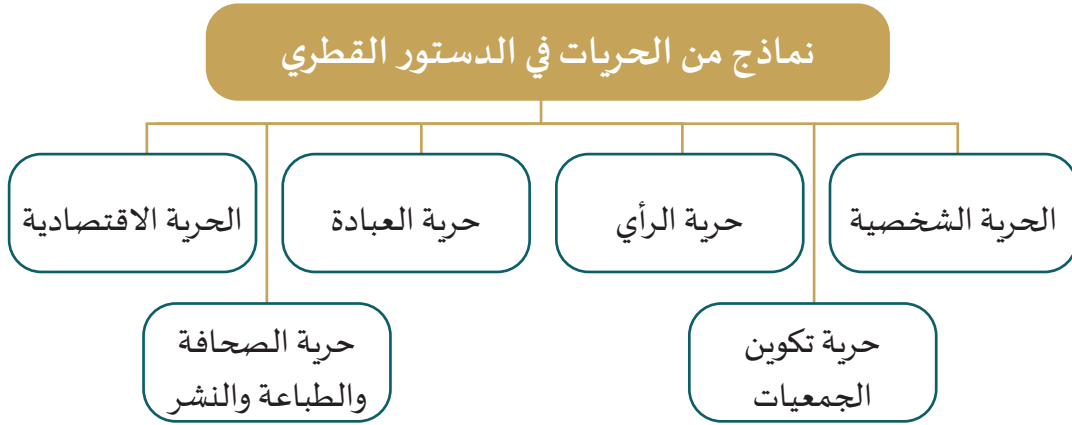 نماذج من الحريات في الدستور القطري
الحرية الشخصية
حرية الرأي
حرية العبادة
الحرية الاقتصادية
حرية تكوين
الجمعيات
حرية الصحافة
والطباعة والنشر